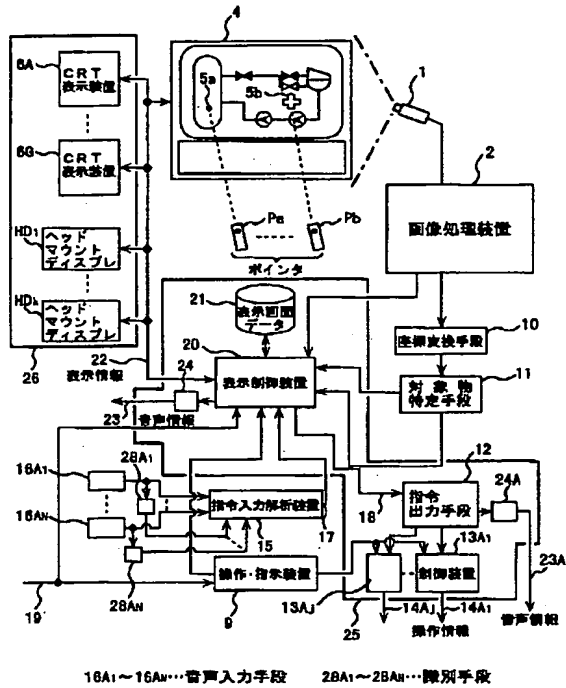 4
6A
CRT
表示装置
5a
5b
1
6G
CRT
表示装置
2
画像処理装置
Pa
Pb
ポインタ
HD1
ヘッド
マウント
ディスプレ
HDk
ヘッド
マウント
ディスプレ
26
21
表示画面
データ
22
表示情報
20
表示制御装置
24
23
音声情報
座標変換手段
10
対象物
特定手段
11
12
指令
出力手段
24A
18
16A1
28A1
16AN
28AN
指令入力解析装置
15
17
操作・指示装置
9
19
13A1
制御装置
13Aj
14Aj
14A1
操作情報
23A
音声情報
25
16A1~16AN…音声入力手段
28A1~28AN…識別手段